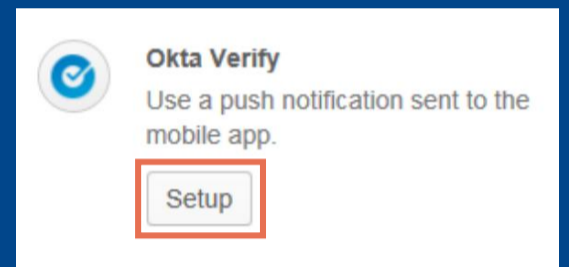 Okta Verify
Use a push notification sent to the
mobile app.
Setup